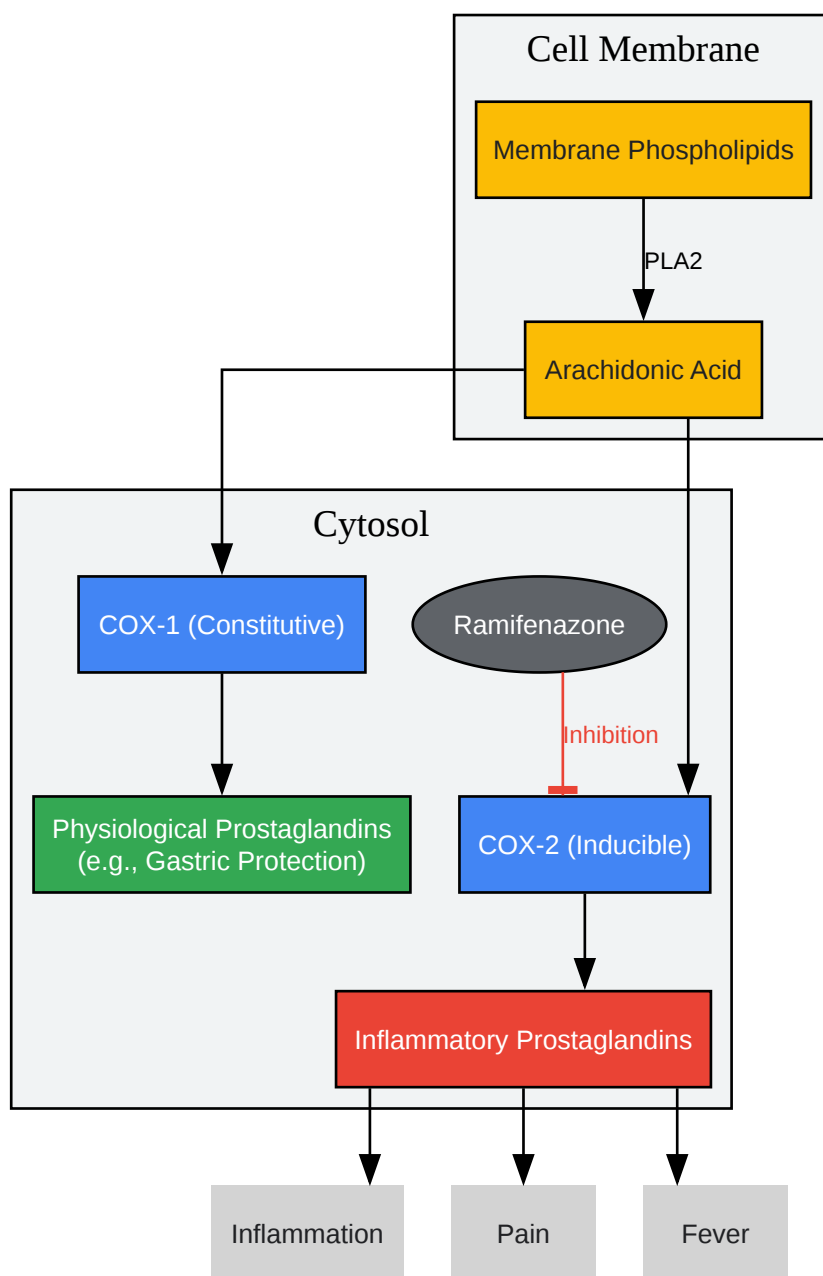 Cell Membrane
Membrane Phospholipids
PLA2
Arachidonic Acid
Cytosol
COX-1 (Constitutive)
Ramifenazone
Inhibition
Physiological Prostaglandins
(e.g., Gastric Protection)
COX-2 (Inducible)
Inflammatory Prostaglandins
Inflammation
Pain
Fever